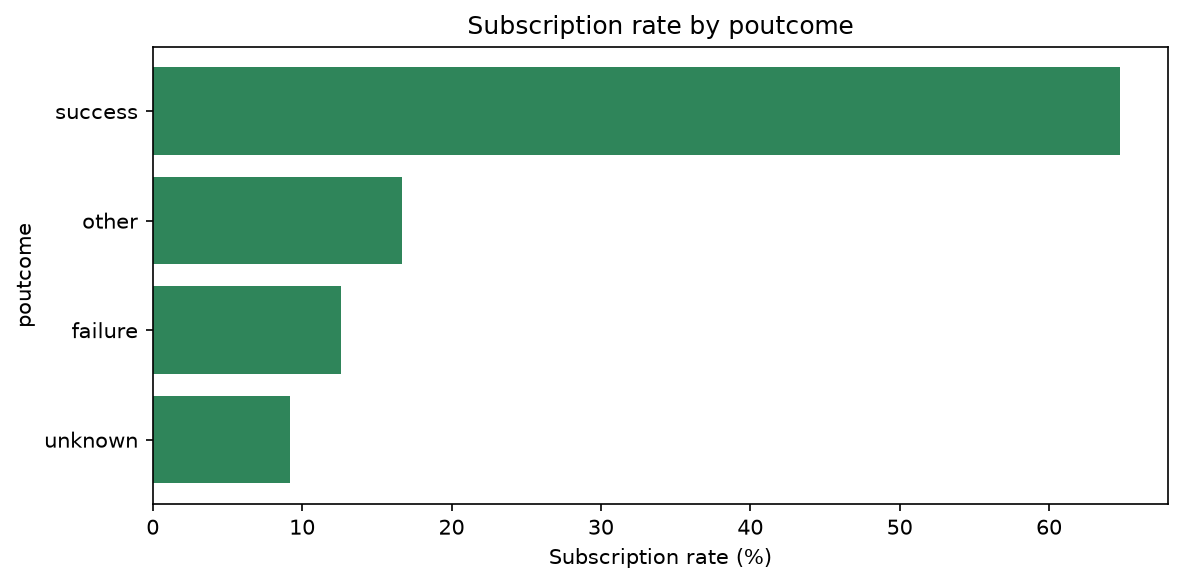 Subscription rate by poutcome
poutcome
success
other
failure
unknown
0 10 20 30 40 50 60
Subscription rate (%)